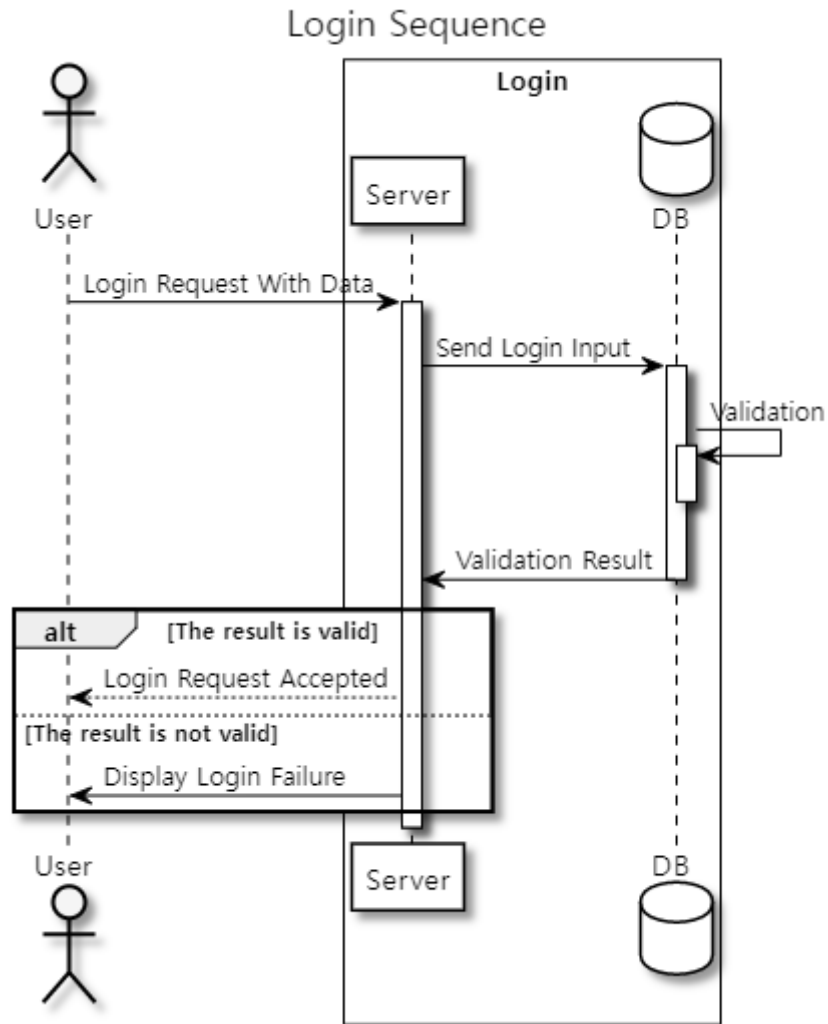 Login Sequence
Login
Server
User
DB
Login Request With Data
Send Login Input
Validation
Validation Result
alt
[The result is valid]
Login Request Accepted
[The result is not valid]
Display Login Failure
User
DB
Server